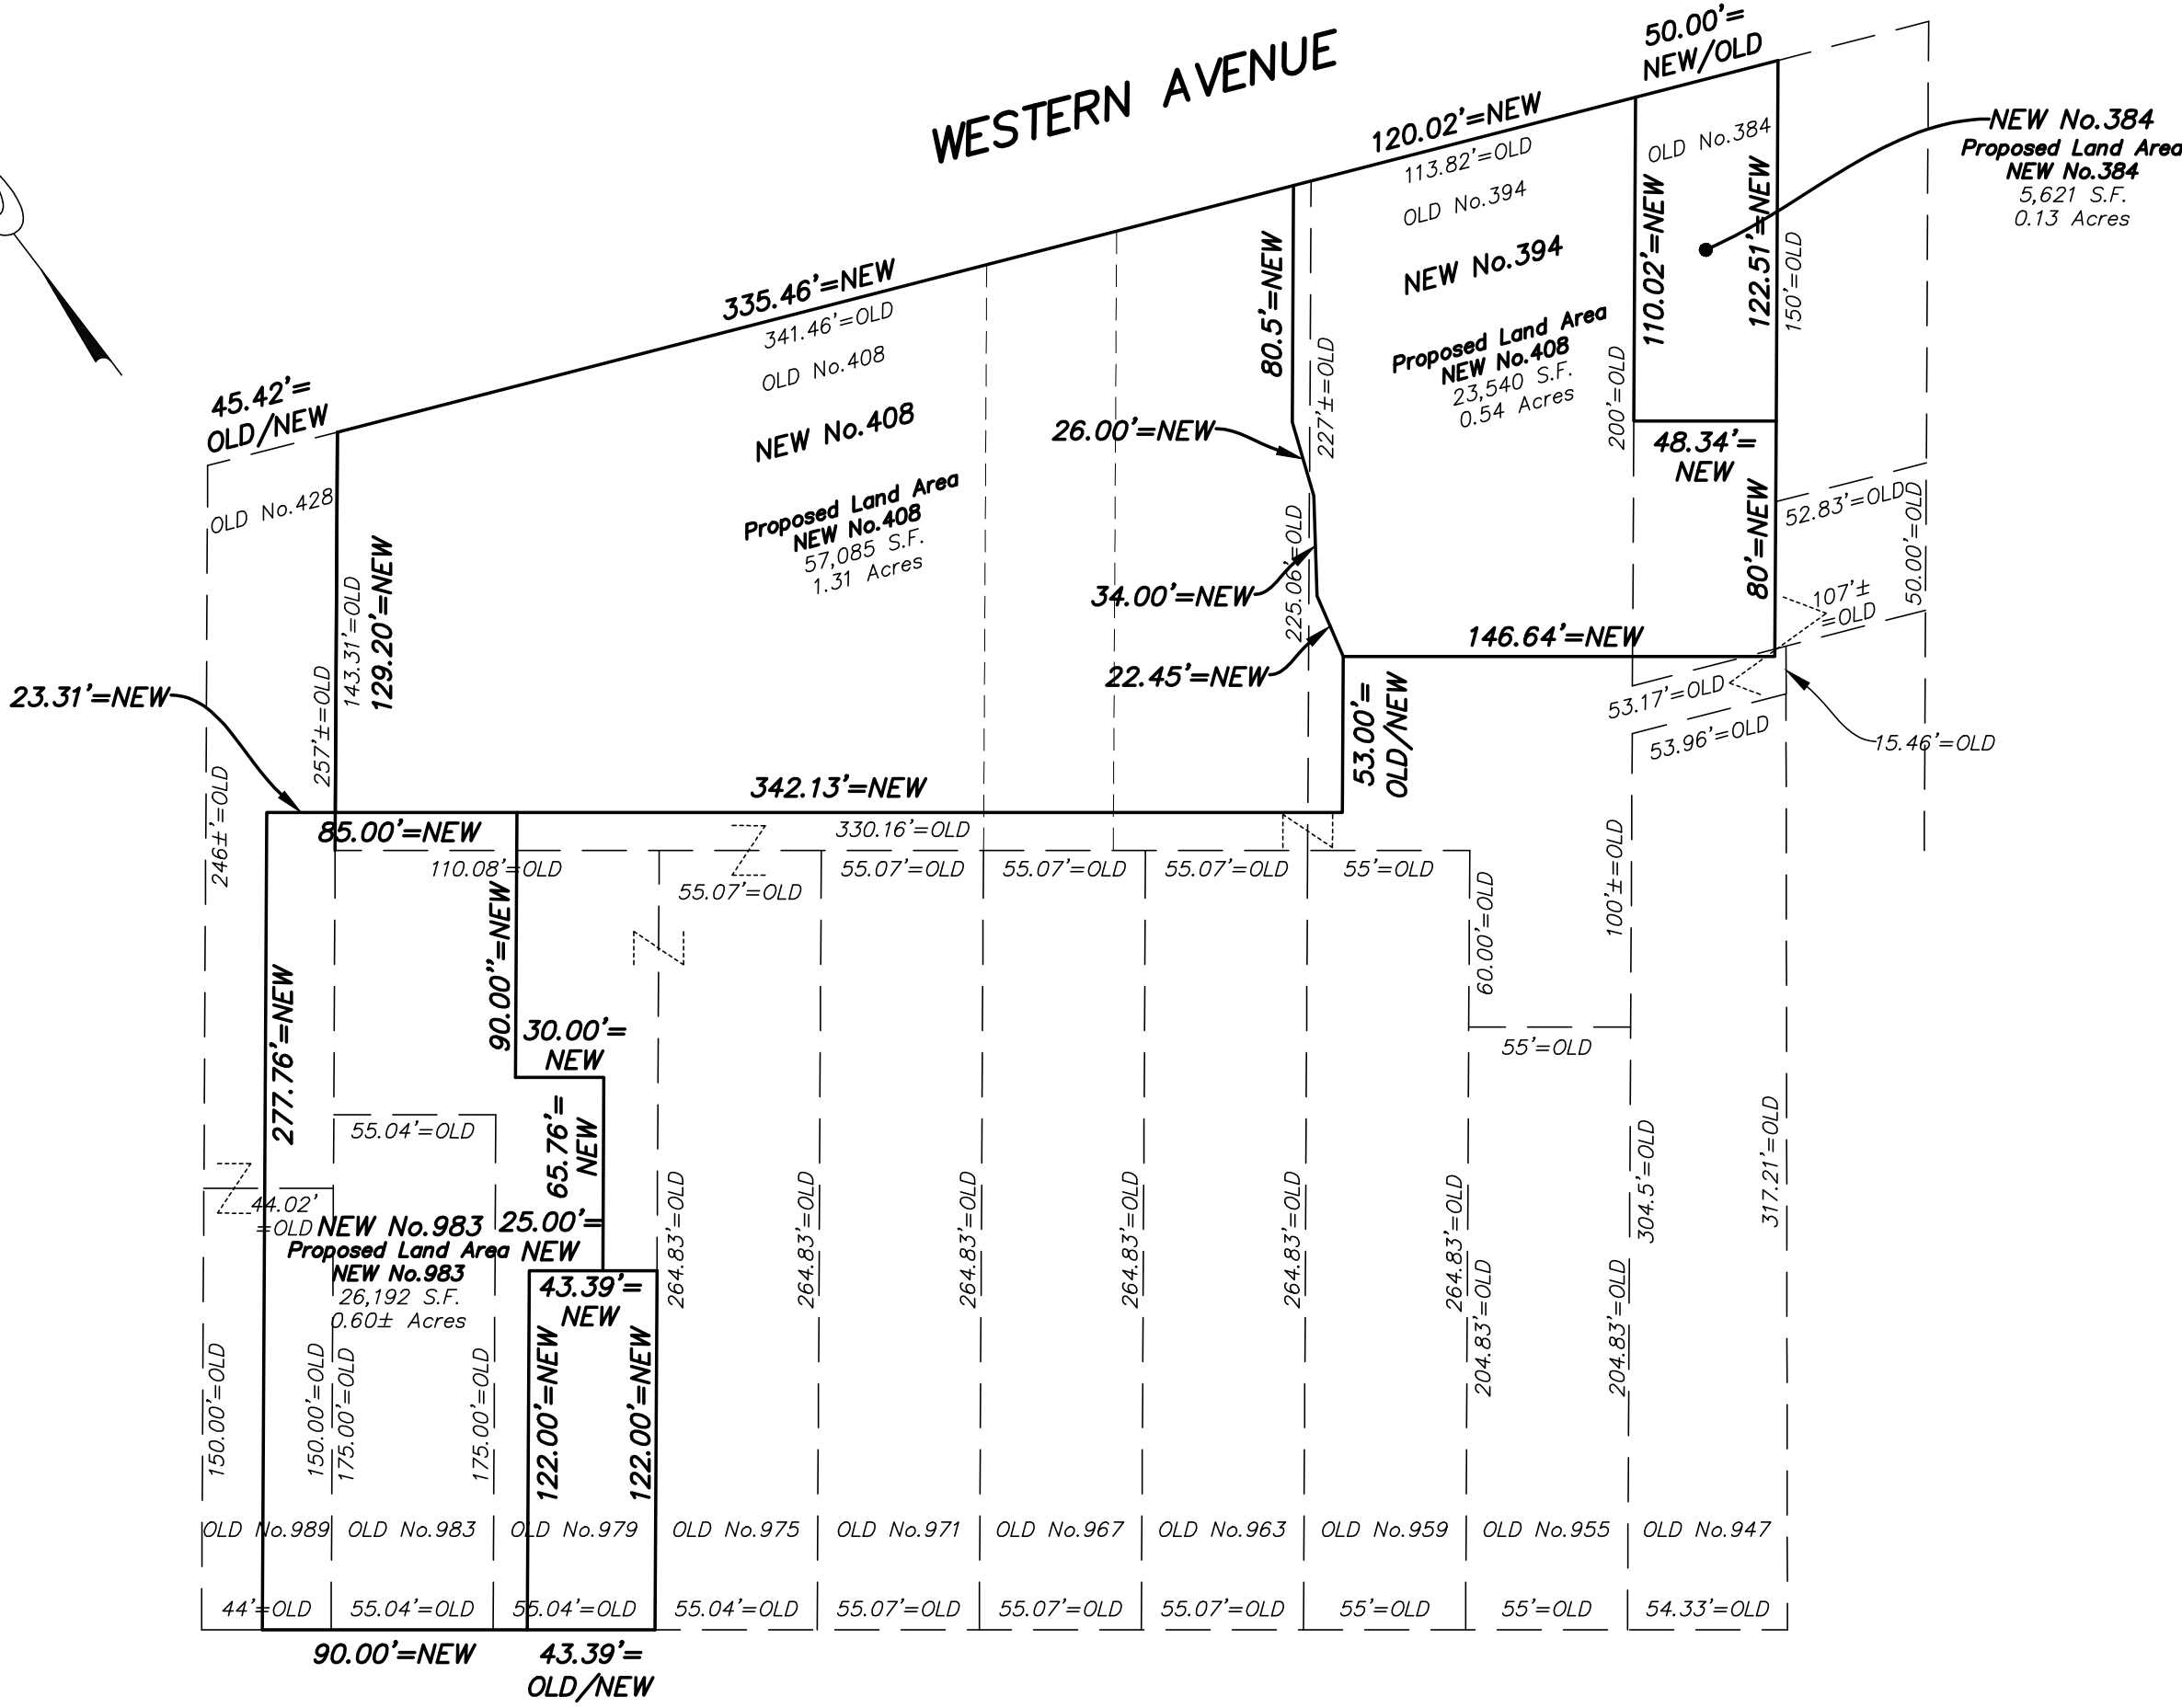 50.00'=
NEW/OLD
WESTERN AVENUE
120.02'=NEW
113.82'=OLD
OLD No.394
OLD No.384
NEW No.384
Proposed Land Area
NEW No.384
5,621 S.F.
0.13 Acres
335.46'=NEW
341.46'=OLD
OLD No.408
NEW No.408
Proposed Land Area
NEW No.408
57,085 S.F.
1.31 Acres
80.5'=NEW
227'±=OLD
NEW No.394
Proposed Land Area
NEW No.408
23,540 S.F.
0.54 Acres
110.02'=NEW
122.51'=NEW
150'=OLD
200'=OLD
45.42'=
OLD/NEW
OLD No.428
26.00'=NEW
48.34'=
NEW
52.83'=OLD
50.00'=OLD
80'=NEW
107'±
=OLD
34.00'=NEW
225.06'=OLD
22.45'=NEW
146.64'=NEW
53.17'=OLD
53.96'=OLD
15.46'=OLD
53.00'=
OLD/NEW
143.31'=OLD
129.20'=NEW
257'±=OLD
23.31'=NEW
246±'=OLD
342.13'=NEW
85.00'=NEW
330.16'=OLD
110.08'=OLD
55.07'=OLD
55.07'=OLD
55.07'=OLD
55.07'=OLD
55'=OLD
60.00'=OLD
100'±=OLD
90.00''=NEW
30.00'=
NEW
55'=OLD
277.76'=NEW
55.04'=OLD
65.76'=
NEW
44.02'
=OLD
NEW No.983
Proposed Land Area
NEW No.983
26,192 S.F.
0.60± Acres
25.00'=
NEW
43.39'=
NEW
264.83'=OLD
264.83'=OLD
264.83'=OLD
264.83'=OLD
264.83'=OLD
264.83'=OLD
204.83'=OLD
204.83'=OLD
304.5'=OLD
317.21'=OLD
150.00'=OLD
150.00'=OLD
175.00'=OLD
175.00'=OLD
122.00'=NEW
122.00'=NEW
OLD No.989
OLD No.983
OLD No.979
OLD No.975
OLD No.971
OLD No.967
OLD No.963
OLD No.959
OLD No.955
OLD No.947
44'=OLD
55.04'=OLD
55.04'=OLD
55.04'=OLD
55.07'=OLD
55.07'=OLD
55.07'=OLD
55'=OLD
55'=OLD
54.33'=OLD
90.00'=NEW
43.39'=
OLD/NEW